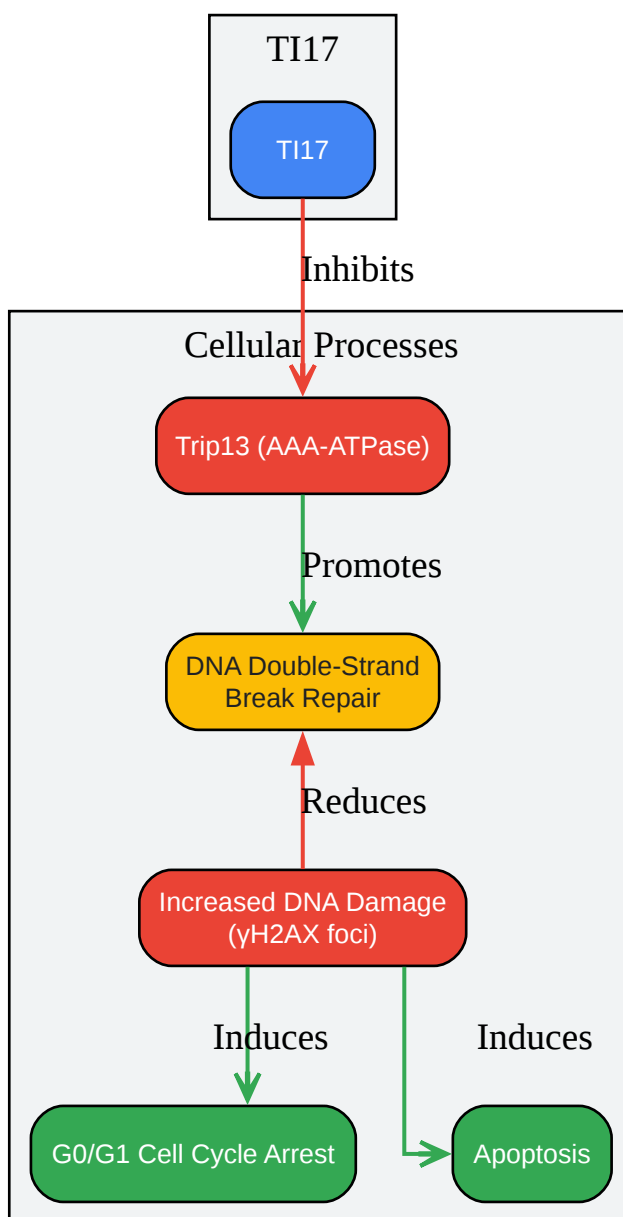 TI17
TI17
Inhibits
Cellular Processes
Trip13 (AAA-ATPase)
Promotes
DNA Double-Strand
Break Repair
Reduces
Increased DNA Damage
(γH2AX foci)
Induces
Induces
G0/G1 Cell Cycle Arrest
Apoptosis